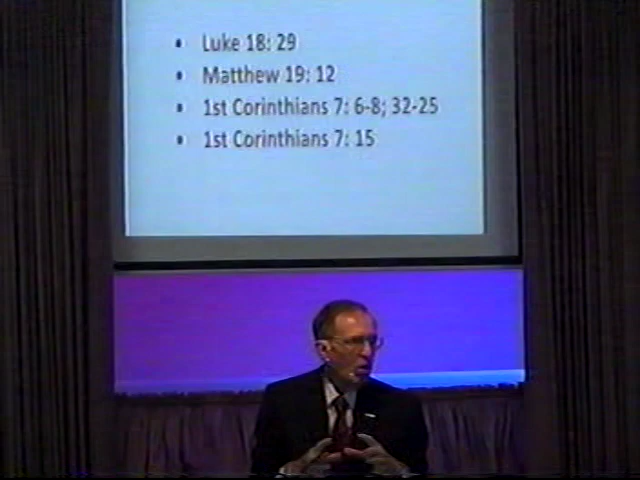 • Luke 18: 29
• Matthew 19: 12
• 1st Corinthians 7: 6-8; 32-25
• 1st Corinthians 7: 15